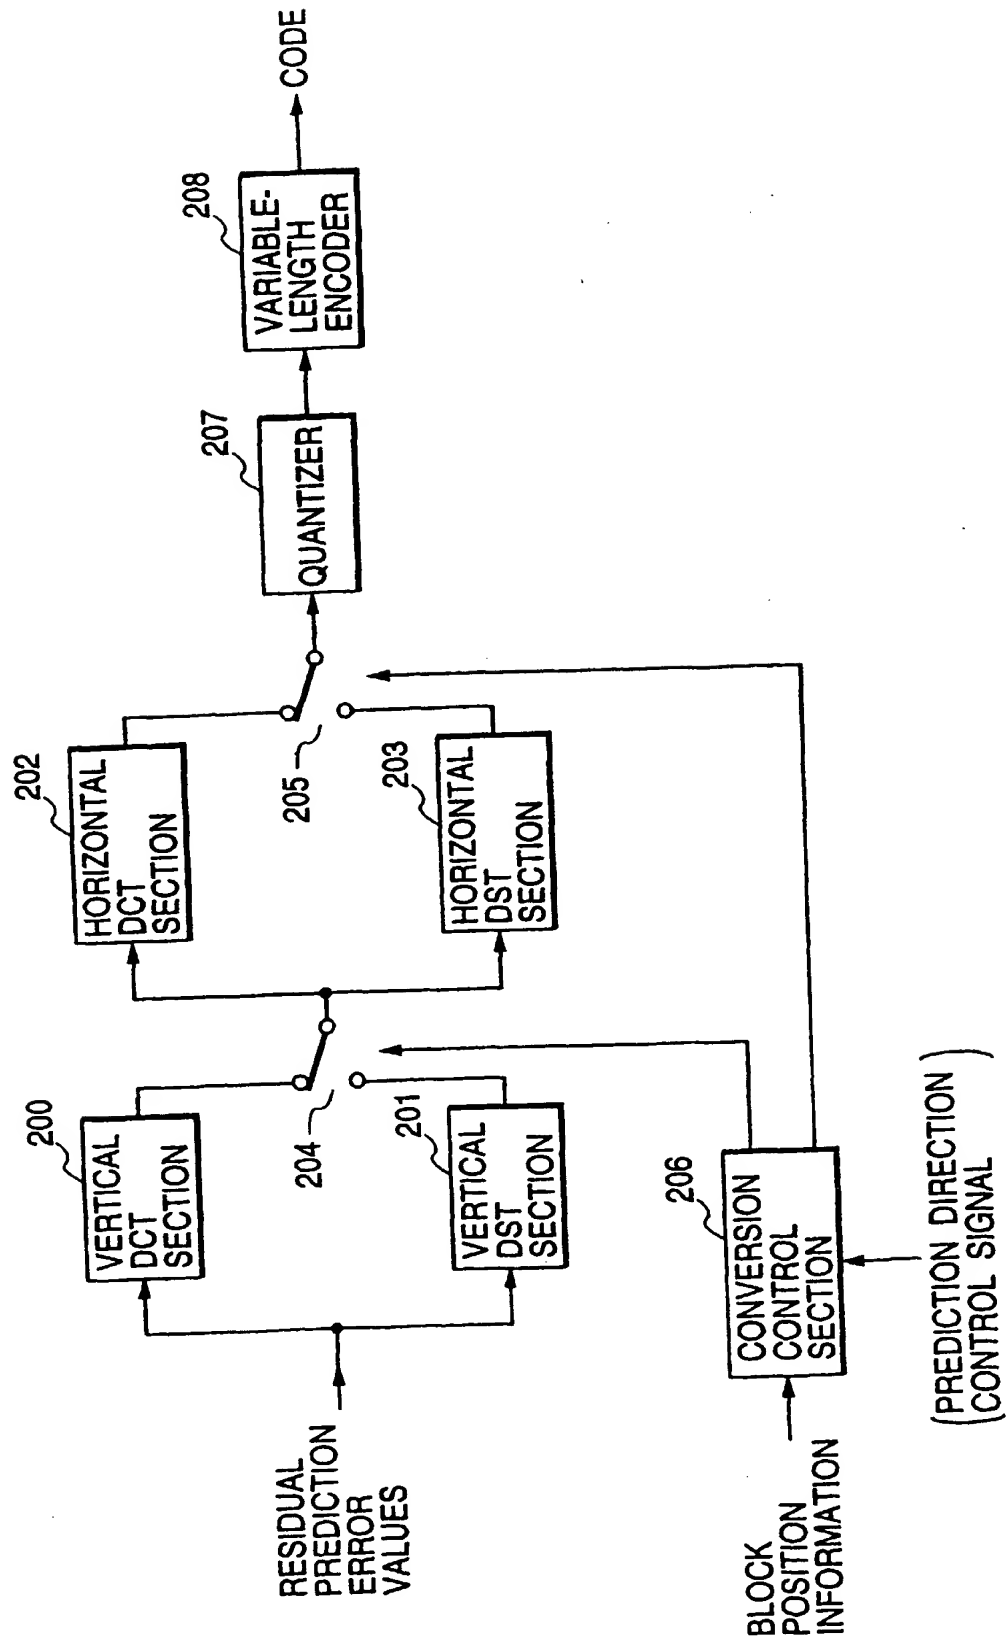 RESIDUAL
PREDICTION
ERROR
VALUES
200
VERTICAL
DCT
SECTION
201
VERTICAL
DST
SECTION
204
202
HORIZONTAL
DCT
SECTION
203
HORIZONTAL
DST
SECTION
205
207
QUANTIZER
208
VARIABLE-
LENGTH
ENCODER
CODE
BLOCK
POSITION
INFORMATION
206
CONVERSION
CONTROL
SECTION
(PREDICTION DIRECTION
CONTROL SIGNAL)